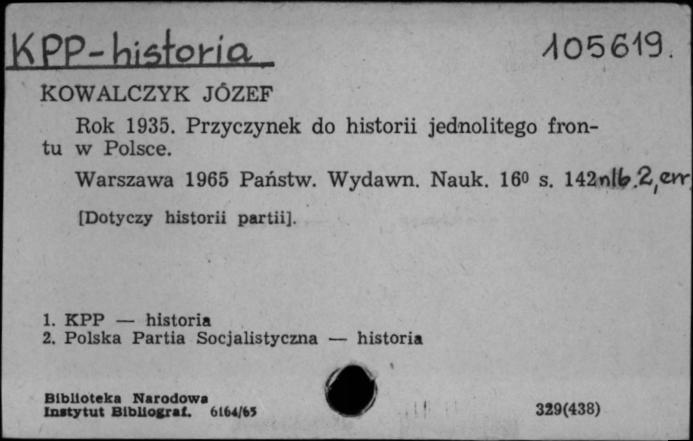 KPP-historia 105619.
KOWALCZYK JÓZEF
Rok 1935. Przyczynek do historii jednolitego fron-
tu w Polsce.
Warszawa 1965 Państw. Wydawn. Nauk. 16⁰ s. 142 nlb. 2, err.
[Dotyczy historii partii].
1. KPP — historia
2. Polska Partia Socjalistyczna — historia
Biblioteka Narodowa
Instytut Bibliograf. 6164/65 329(438)